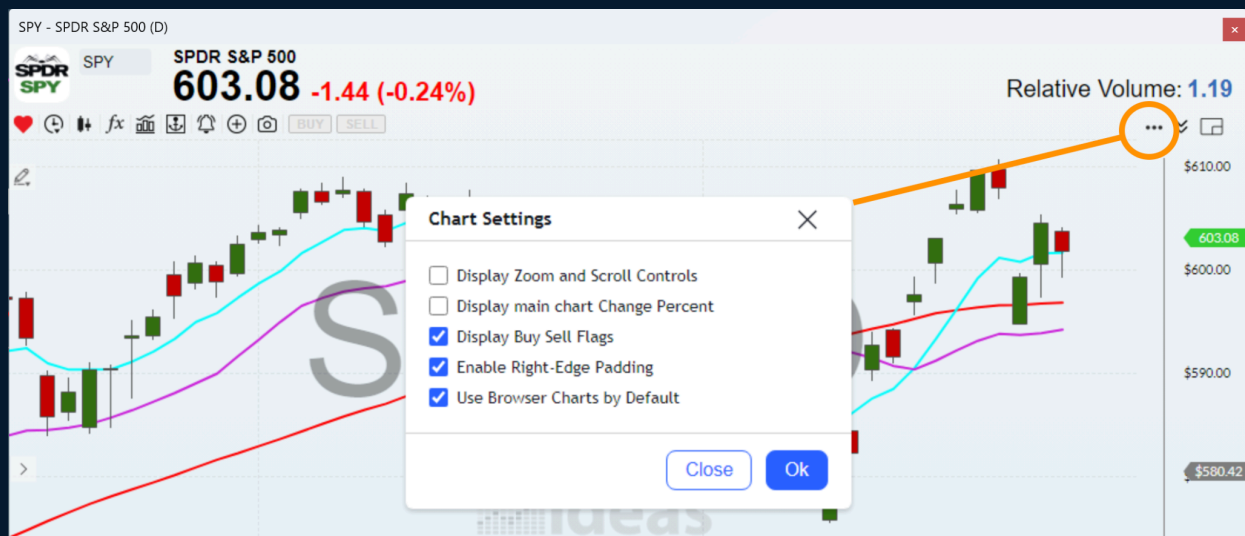 SPY - SPDR S&P 500 (D)
×
SPDR
SPY
SPY
SPDR S&P 500
603.08 -1.44 (-0.24%)
Relative Volume: 1.19
fx
BUY SELL
$610.00
603.08
$600.00
$590.00
$580.42
Chart Settings
Display Zoom and Scroll Controls
Display main chart Change Percent
Display Buy Sell Flags
Enable Right-Edge Padding
Use Browser Charts by Default
Close Ok
ideas